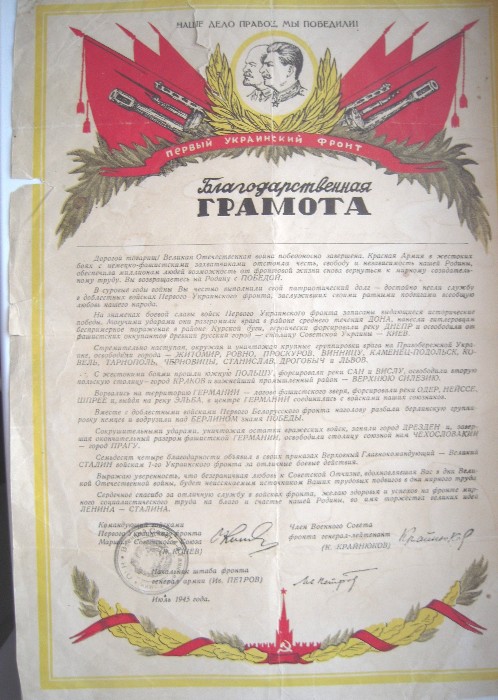 НАШЕ ДЕЛО ПРАВОЕ, МЫ ПОБЕДИЛИ!
ПЕРВЫЙ УКРАИНСКИЙ ФРОНТ
Благодарственная
ГРАМОТА
Дорогой товарищ! Великая Отечественная война победоносно завершена. Красная Армия в жестоких
боях с немецко-фашистскими захватчиками отстояла честь, свободу и независимость нашей Родины,
обеспечила миллионам людей возможность от фронтовой жизни снова вернуться к мирному созидатель-
ному труду. Вы возвращаетесь на Родину с ПОБЕДОЙ.
В суровые годы войны Вы честно выполнили свой патриотический долг — достойно несли службу
в доблестных войсках Первого Украинского фронта, заслуживших своими ратными подвигами всеобщую
любовь нашего народа.
На знаменах боевой славы войск Первого Украинского фронта записаны выдающиеся исторические
победы. Могучими ударами они разгромили врага в районе среднего течения ДОНА, нанесли гитлеровцам
беспримерное поражение в районе Курской дуги, героически форсировали реку ДНЕПР и освободили от
фашистских оккупантов древний русский город — столицу Советской Украины — КИЕВ.
Стремительно наступая, окружая и уничтожая крупные группировки врага на Правобережной Украи-
не, освободили города — ЖИТОМИР, РОВНО, ПРОСКУРОВ, ВИННИЦУ, КАМЕНЕЦ-ПОДОЛЬСК, КО-
ВЕЛЬ, ТАРНОПОЛЬ, ЧЕРНОВИЦЫ, СТАНИСЛАВ, ДРОГОБЫЧ и ЛЬВОВ.
С жестокими боями прошли южную ПОЛЬШУ, форсировали реки САН и ВИСЛУ, освободили вторую
польскую столицу — город КРАКОВ и важнейший промышленный район — ВЕРХНЮЮ СИЛЕЗИЮ.
Ворвались на территорию ГЕРМАНИИ — логово фашистского зверя, форсировали реки ОДЕР, НЕЙССЕ,
ШПРЕЕ и, выйдя на реку ЭЛЬБА, в центре ГЕРМАНИИ соединились с войсками наших союзников.
Вместе с доблестными войсками Первого Белорусского фронта наголову разбили берлинскую группи-
ровку немцев и водрузили над БЕРЛИНОМ знамя ПОБЕДЫ.
Сокрушительными ударами, уничтожая остатки вражеских войск, заняли город ДРЕЗДЕН и, завер-
шая окончательный разгром фашистской ГЕРМАНИИ, освободили столицу союзной нам ЧЕХОСЛОВАКИИ
— город ПРАГУ.
Семьдесят четыре благодарности объявил в своих приказах Верховный Главнокомандующий — Великий
СТАЛИН войскам 1-го Украинского фронта за отличные боевые действия.
Выражаю уверенность, что безграничная любовь к Советской Отчизне, вдохновлявшая Вас в дни Вели-
кой Отечественной войны, будет неиссякаемым источником Ваших трудовых подвигов в дни мирного труда.
Сердечное спасибо за отличную службу в войсках фронта, желаю здоровья и успехов на фронте мир-
ного социалистического труда на благо и счастье нашей Родины, во имя торжества великих идей
ЛЕНИНА — СТАЛИНА.
Командующий войсками
Первого Украинского фронта
Маршал Советского Союза
(И. КОНЕВ)
Член Военного Совета
фронта генерал-лейтенант
(К. КРАЙНЮКОВ)
Начальник штаба фронта
генерал армии (Ив. ПЕТРОВ)
Июль 1945 года.